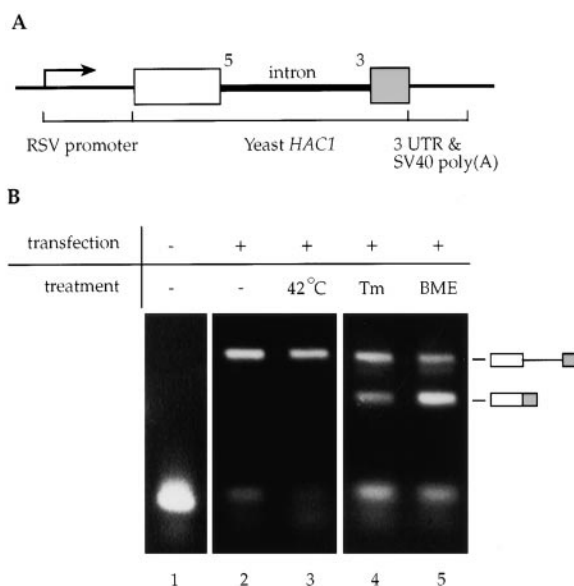 A
5
3
intron
RSV promoter
Yeast HAC1
3 UTR &
SV40 poly(A)
B
transfection - + + + +
treatment - - 42°C Tm BME
1 2 3 4 5